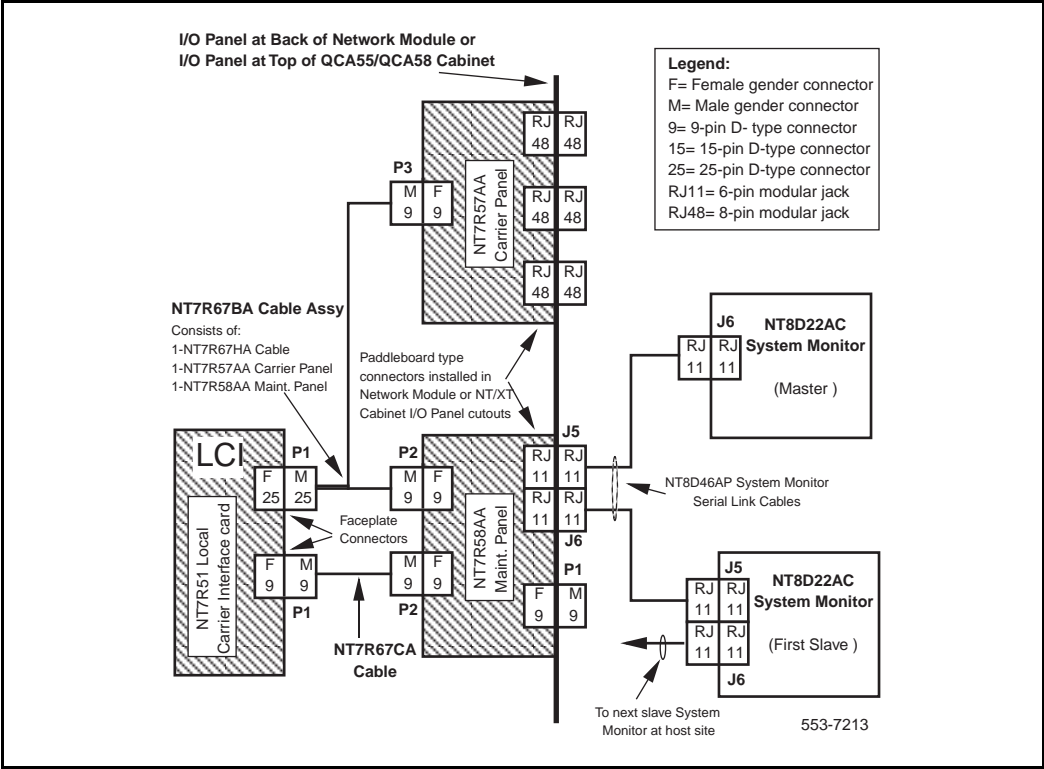 I/O Panel at Back of Network Module or
I/O Panel at Top of QCA55/QCA58 Cabinet
Legend:
F= Female gender connector
M= Male gender connector
9= 9-pin D- type connector
15= 15-pin D-type connector
25= 25-pin D-type connector
RJ11= 6-pin modular jack
RJ48= 8-pin modular jack
RJ RJ
48 48
P3
M F
9 9
NT7R57AA
Carrier Panel
RJ RJ
48 48
RJ RJ
48 48
NT7R67BA Cable Assy
Consists of:
1-NT7R67HA Cable
1-NT7R57AA Carrier Panel
1-NT7R58AA Maint. Panel
Paddleboard type
connectors installed in
Network Module or NT/XT
Cabinet I/O Panel cutouts
J6
RJ RJ
11 11
NT8D22AC
System Monitor
(Master )
LCI
P1
F M
25 25
NT7R51 Local
Carrier Interface card
Faceplate
Connectors
F M
9 9
P1
P2
M F
9 9
M F
9 9
P2
NT7R67CA
Cable
NT7R58AA
Maint. Panel
J5
RJ RJ
11 11
RJ RJ
11 11
J6
P1
F M
9 9
NT8D46AP System Monitor
Serial Link Cables
J5
RJ RJ
11 11
RJ RJ
11 11
J6
NT8D22AC
System Monitor
(First Slave )
To next slave System
Monitor at host site
553-7213